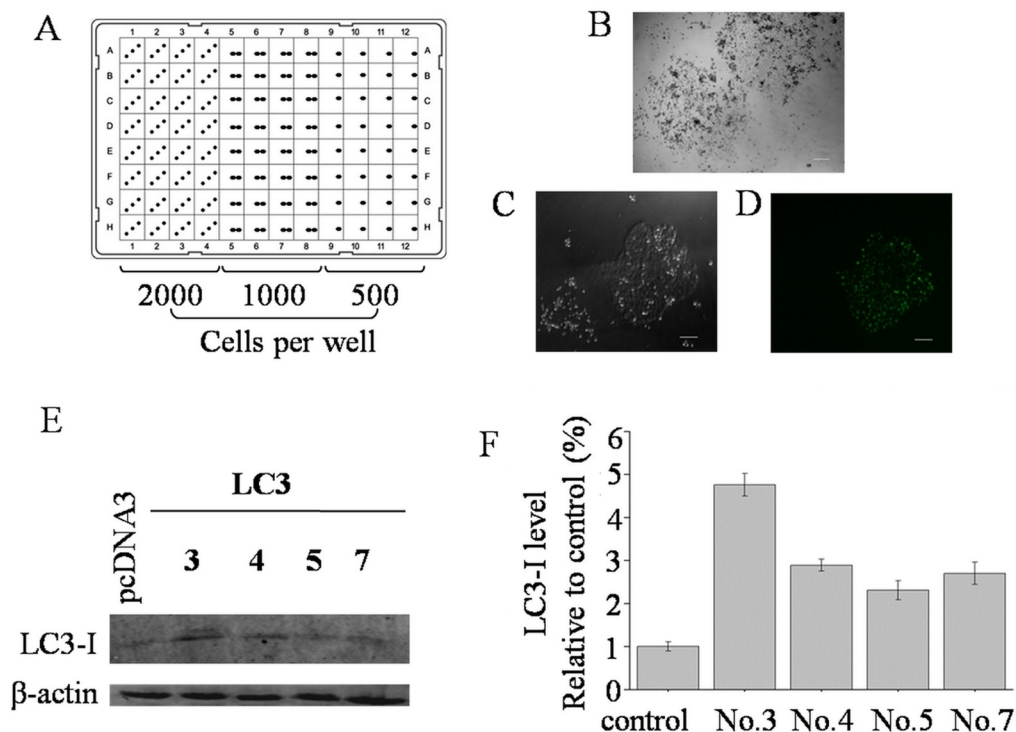 A
1 2 3 4 5 6 7 8 9 10 11 12
A A
B B
C C
D D
E E
F F
G G
H H
1 2 3 4 5 6 7 8 9 10 11 12
2000 1000 500
Cells per well
B
C
D
E
pcDNA3
LC3
3 4 5 7
LC3-I
β-actin
F
LC3-I level
Relative to control (%)
6
5
4
3
2
1
0
control No.3 No.4 No.5 No.7